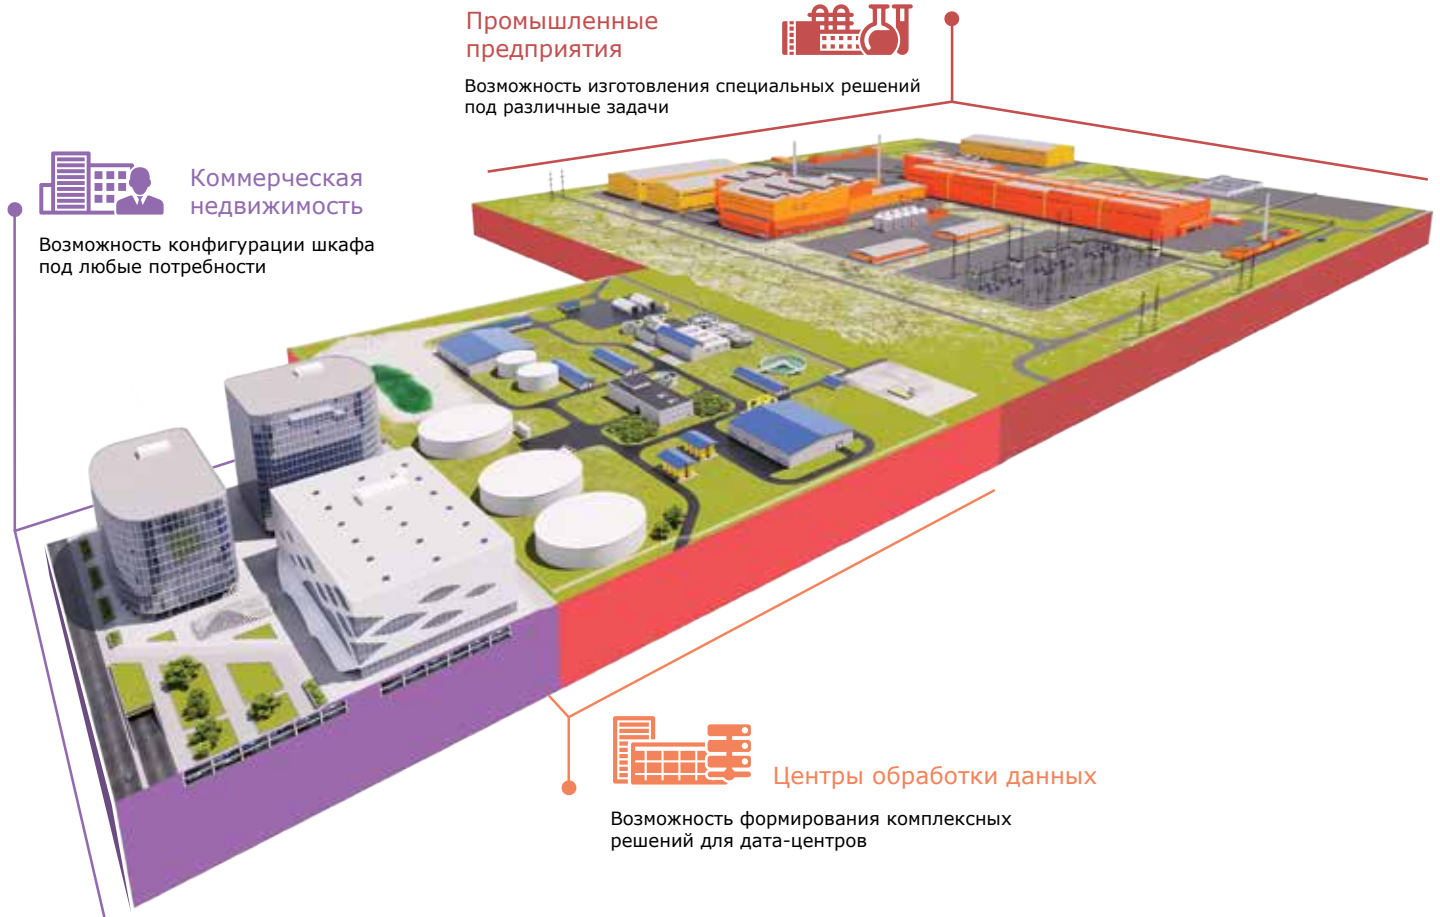 Промышленные
предприятия
Возможность изготовления специальных решений
под различные задачи
Коммерческая
недвижимость
Возможность конфигурации шкафа
под любые потребности
Центры обработки данных
Возможность формирования комплексных
решений для дата-центров